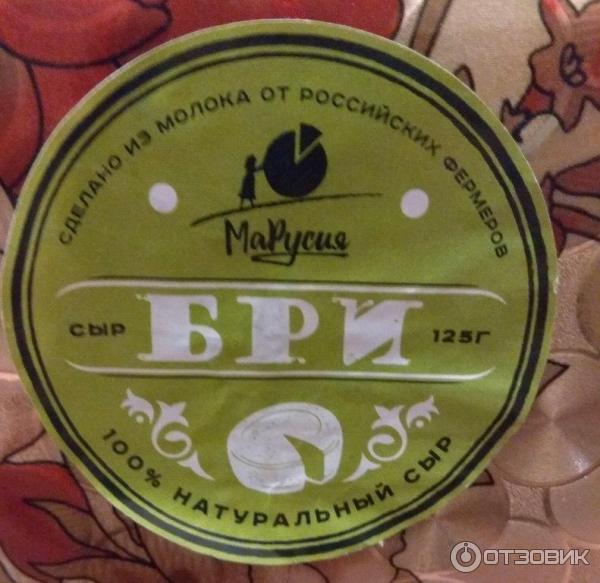 СДЕЛАНО ИЗ МОЛОКА ОТ РОССИЙСКИХ ФЕРМЕРОВ
МаРусия
СЫР БРИ 125Г
100% НАТУРАЛЬНЫЙ СЫР
ОТЗОВИК